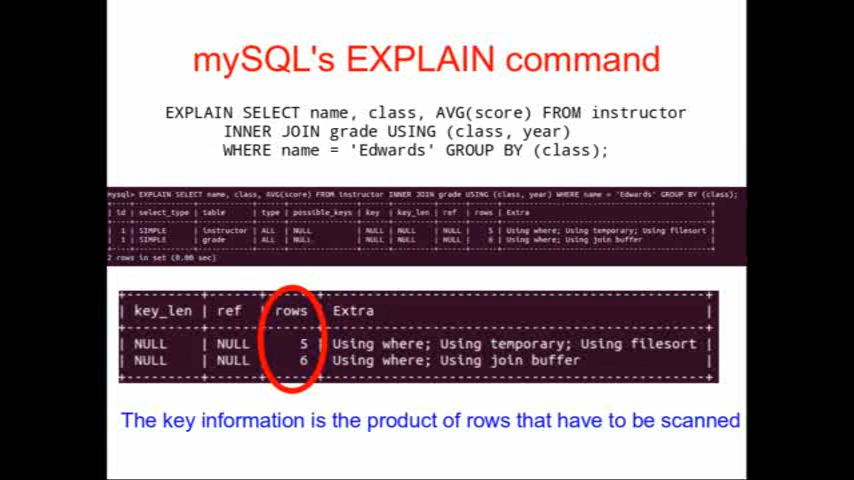 mySQL's EXPLAIN command
EXPLAIN SELECT name, class, AVG(score) FROM instructor
INNER JOIN grade USING (class, year)
WHERE name = 'Edwards' GROUP BY (class);
mysql> EXPLAIN SELECT name, class, AVG(score) FROM instructor INNER JOIN grade USING (class, year) WHERE name = 'Edwards' GROUP BY (class);
| id | select_type | table | type | possible_keys | key | key_len | ref | rows | Extra |
| 1 | SIMPLE | instructor | ALL | NULL | NULL | NULL | NULL | 5 | Using where; Using temporary; Using filesort |
| 1 | SIMPLE | grade | ALL | NULL | NULL | NULL | NULL | 6 | Using where; Using join buffer |
2 rows in set (0.00 sec)
| key_len | ref | rows | Extra |
| NULL | NULL | 5 | Using where; Using temporary; Using filesort |
| NULL | NULL | 6 | Using where; Using join buffer |
The key information is the product of rows that have to be scanned